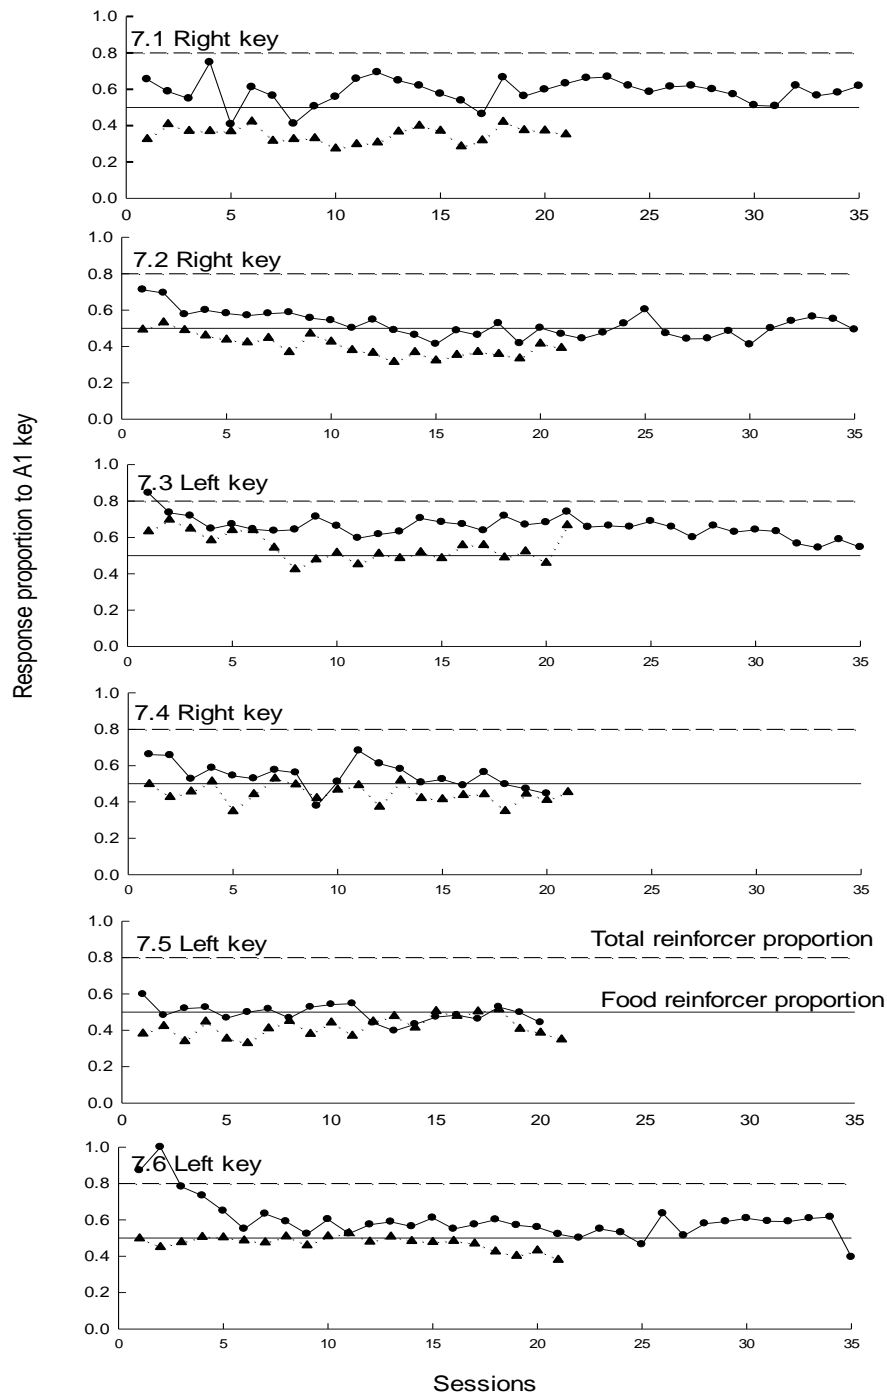 Response proportion to A1 key
1.0
7.1 Right key
0.8
0.6
0.4
0.2
0.0
0 5 10 15 20 25 30 35
1.0
7.2 Right key
0.8
0.6
0.4
0.2
0.0
0 5 10 15 20 25 30 35
1.0
7.3 Left key
0.8
0.6
0.4
0.2
0.0
0 5 10 15 20 25 30 35
1.0
7.4 Right key
0.8
0.6
0.4
0.2
0.0
0 5 10 15 20 25 30 35
1.0
7.5 Left key
Total reinforcer proportion
0.8
0.6
Food reinforcer proportion
0.4
0.2
0.0
0 5 10 15 20 25 30 35
1.0
7.6 Left key
0.8
0.6
0.4
0.2
0.0
0 5 10 15 20 25 30 35
Sessions